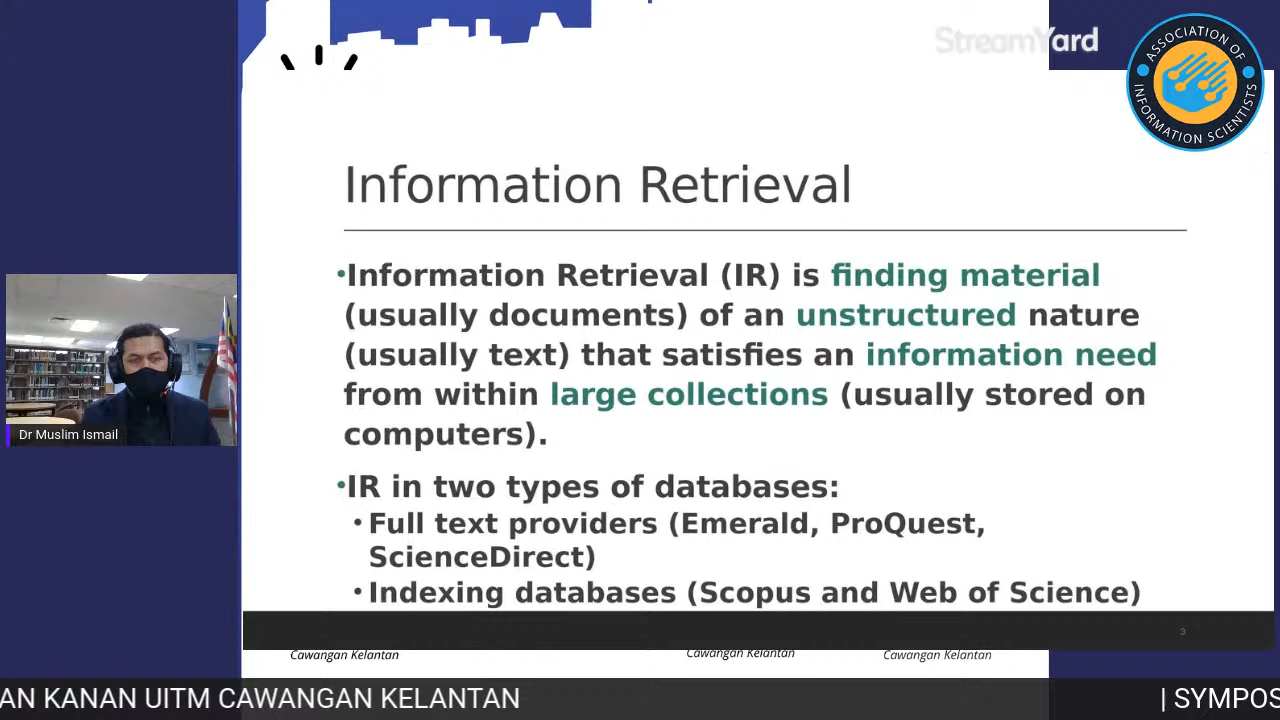 StreamYard
ASSOCIATION OF
INFORMATION SCIENTISTS
Information Retrieval
•Information Retrieval (IR) is finding material
(usually documents) of an unstructured nature
(usually text) that satisfies an information need
from within large collections (usually stored on
computers).
•IR in two types of databases:
•Full text providers (Emerald, ProQuest,
ScienceDirect)
•Indexing databases (Scopus and Web of Science)
3
Dr Muslim Ismail
Cawangan Kelantan
Cawangan Kelantan
Cawangan Kelantan
AN KANAN UITM CAWANGAN KELANTAN
| SYMPOS